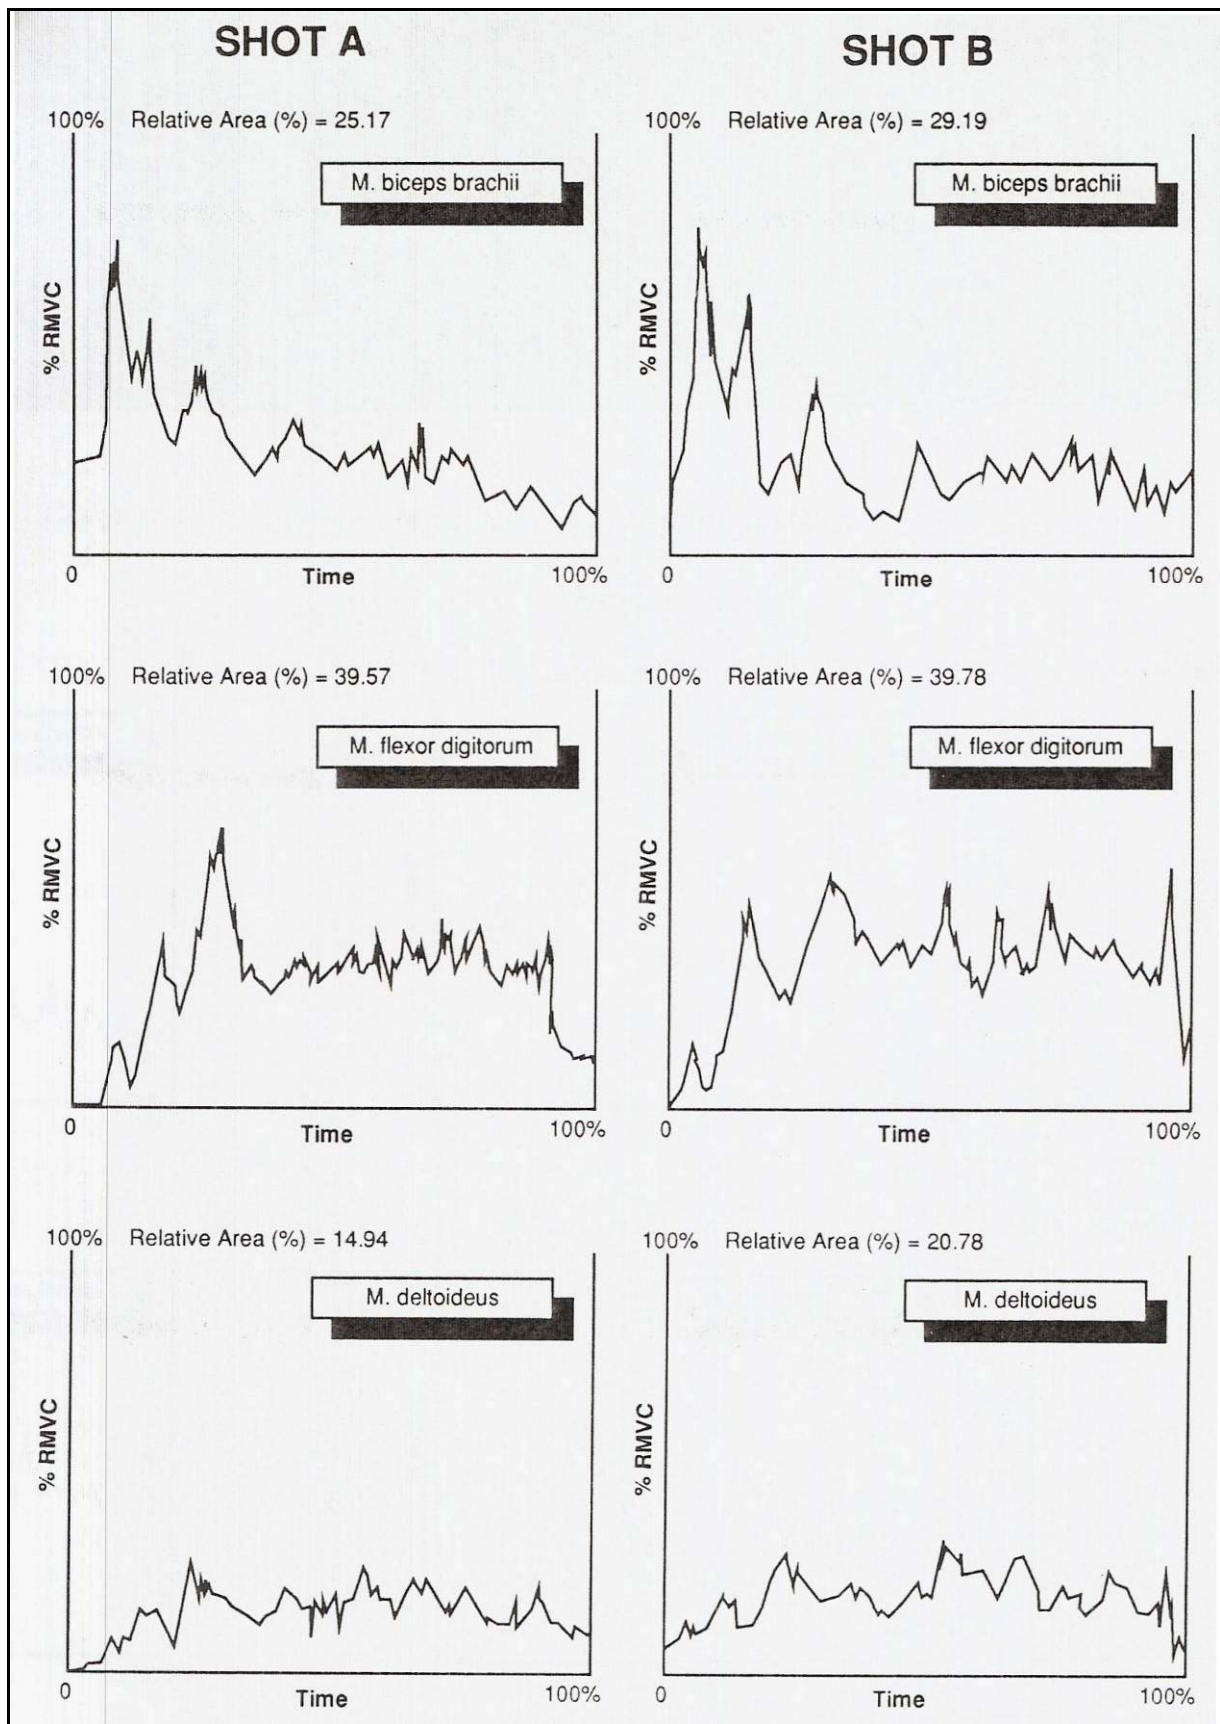 SHOT A
SHOT B
100% Relative Area (%) = 25.17
M. biceps brachii
% RMVC
0 Time 100%
100% Relative Area (%) = 29.19
M. biceps brachii
% RMVC
0 Time 100%
100% Relative Area (%) = 39.57
M. flexor digitorum
% RMVC
0 Time 100%
100% Relative Area (%) = 39.78
M. flexor digitorum
% RMVC
0 Time 100%
100% Relative Area (%) = 14.94
M. deltoideus
% RMVC
0 Time 100%
100% Relative Area (%) = 20.78
M. deltoideus
% RMVC
0 Time 100%